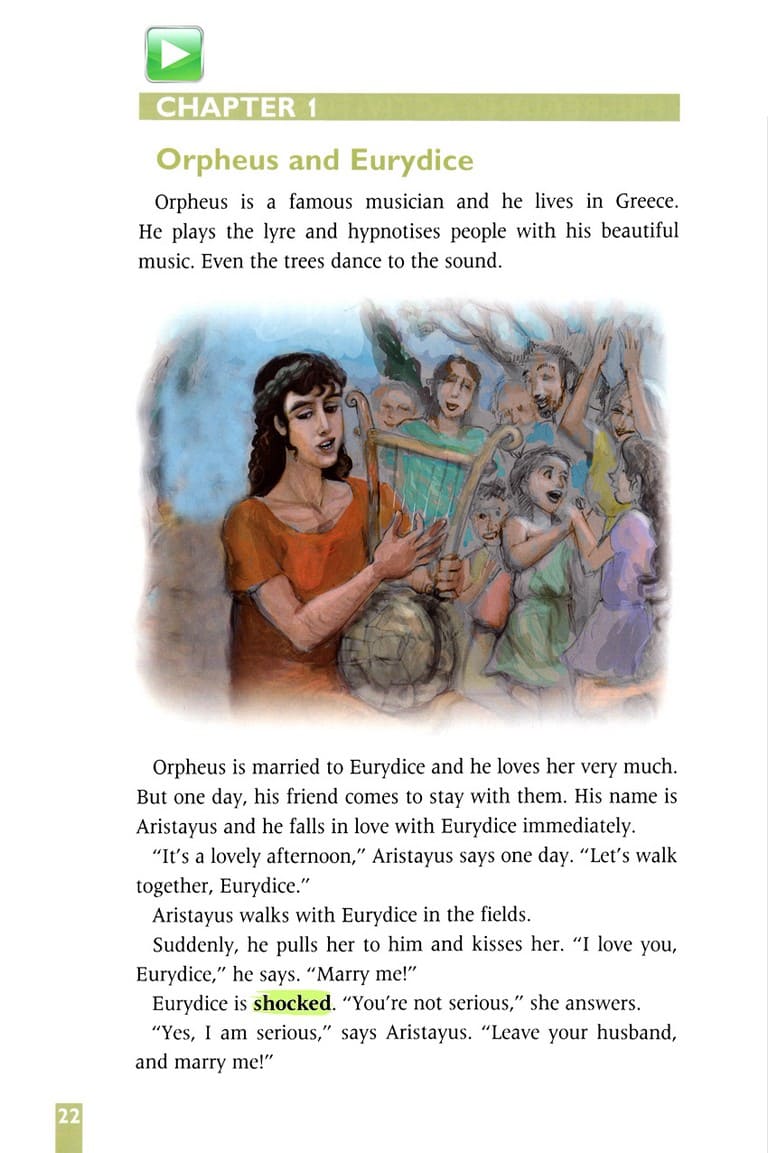 CHAPTER 1
Orpheus and Eurydice
Orpheus is a famous musician and he lives in Greece.
He plays the lyre and hypnotises people with his beautiful
music. Even the trees dance to the sound.
Orpheus is married to Eurydice and he loves her very much.
But one day, his friend comes to stay with them. His name is
Aristayus and he falls in love with Eurydice immediately.
“It’s a lovely afternoon,” Aristayus says one day. “Let’s walk
together, Eurydice.”
Aristayus walks with Eurydice in the fields.
Suddenly, he pulls her to him and kisses her. “I love you,
Eurydice,” he says. “Marry me!”
Eurydice is shocked. “You’re not serious,” she answers.
“Yes, I am serious,” says Aristayus. “Leave your husband,
and marry me!”
22